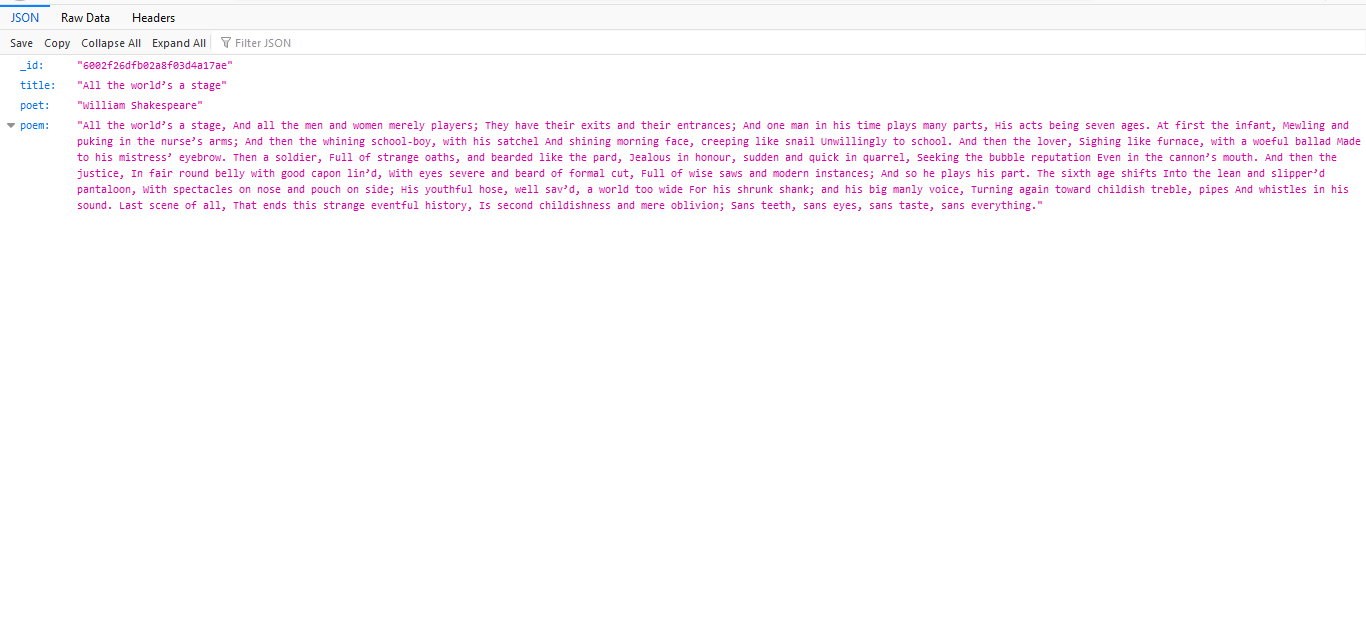 JSON Raw Data Headers
Save Copy Collapse All Expand All Filter JSON
_id: "6002f26dfb02a8f03d4a17ae"
title: "All the world’s a stage"
poet: "William Shakespeare"
poem: "All the world’s a stage, And all the men and women merely players; They have their exits and their entrances; And one man in his time plays many parts, His acts being seven ages. At first the infant, Mewling and
puking in the nurse’s arms; And then the whining school-boy, with his satchel And shining morning face, creeping like snail Unwillingly to school. And then the lover, Sighing like furnace, with a woeful ballad Made
to his mistress’ eyebrow. Then a soldier, Full of strange oaths, and bearded like the pard, Jealous in honour, sudden and quick in quarrel, Seeking the bubble reputation Even in the cannon’s mouth. And then the
justice, In fair round belly with good capon lin’d, With eyes severe and beard of formal cut, Full of wise saws and modern instances; And so he plays his part. The sixth age shifts Into the lean and slipper’d
pantaloon, With spectacles on nose and pouch on side; His youthful hose, well sav’d, a world too wide For his shrunk shank; and his big manly voice, Turning again toward childish treble, pipes And whistles in his
sound. Last scene of all, That ends this strange eventful history, Is second childishness and mere oblivion; Sans teeth, sans eyes, sans taste, sans everything."